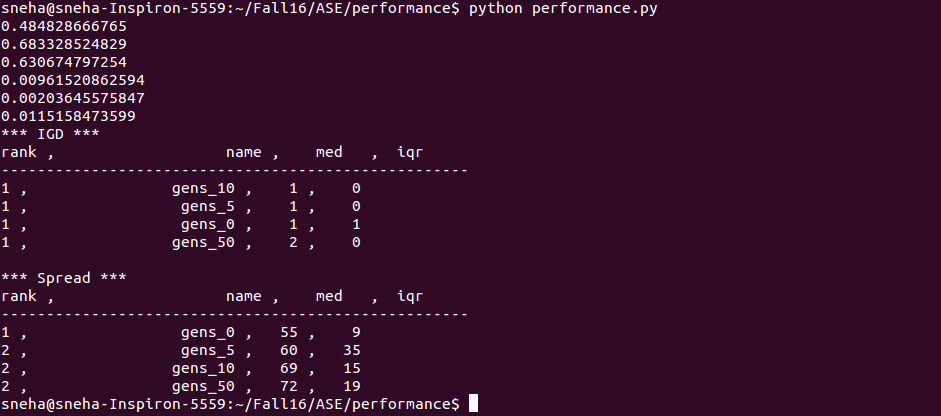 sneha@sneha-Inspiron-5559:~/Fall16/ASE/performance$ python performance.py
0.484828666765
0.683328524829
0.630674797254
0.00961520862594
0.00203645575847
0.0115158473599
*** IGD ***
rank ,                   name ,    med   ,  iqr
----------------------------------------------------
1 ,                gens_10 ,    1 ,    0
1 ,                 gens_5 ,    1 ,    0
1 ,                 gens_0 ,    1 ,    1
1 ,                gens_50 ,    2 ,    0
*** Spread ***
rank ,                   name ,    med   ,  iqr
----------------------------------------------------
1 ,                 gens_0 ,   55 ,    9
2 ,                 gens_5 ,   60 ,   35
2 ,                gens_10 ,   69 ,   15
2 ,                gens_50 ,   72 ,   19
sneha@sneha-Inspiron-5559:~/Fall16/ASE/performance$